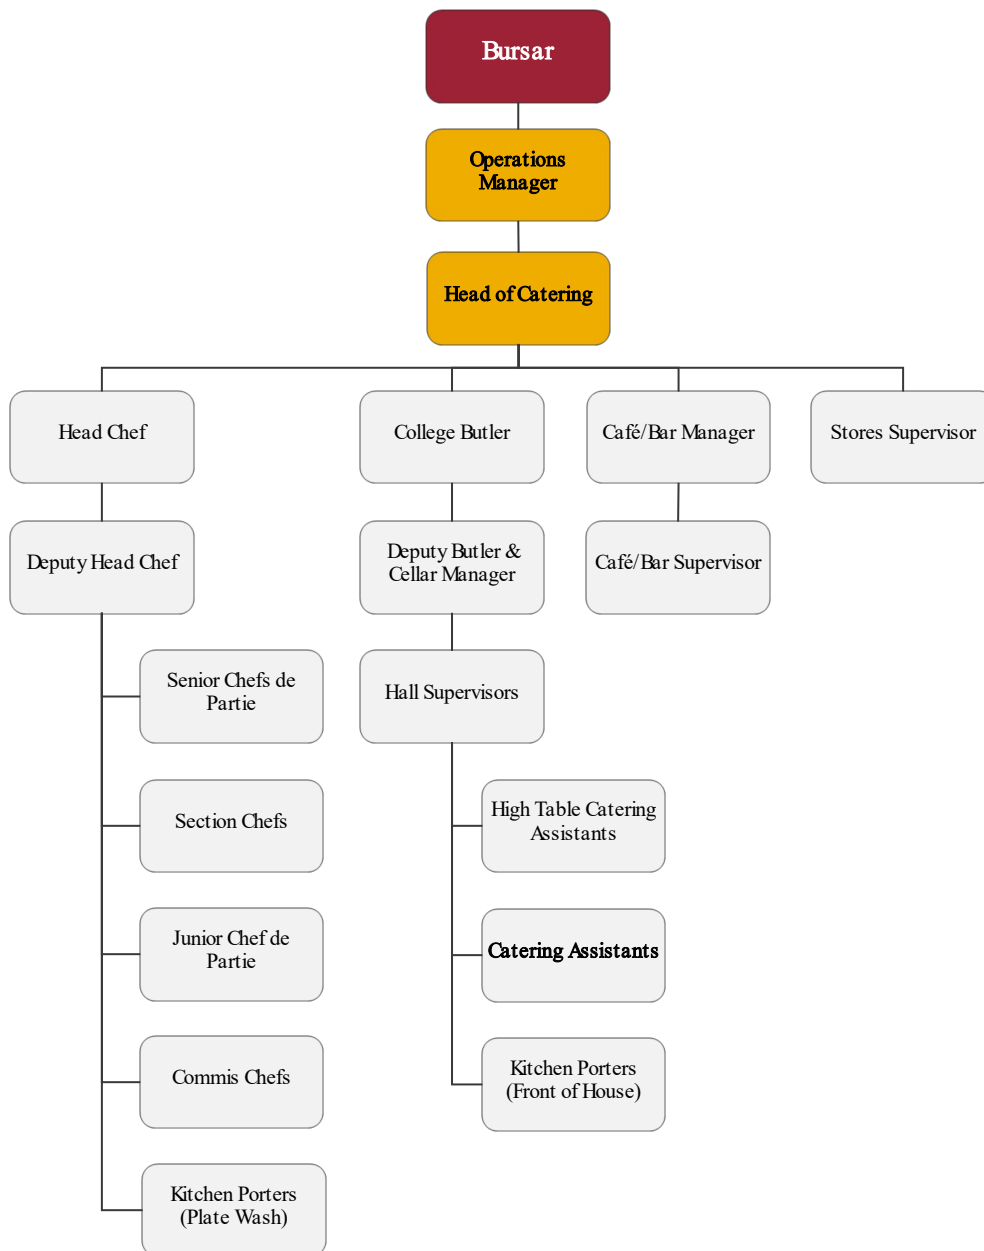 Bursar
Operations
Manager
Head of Catering
Head Chef
College Butler
Café/Bar Manager
Stores Supervisor
Deputy Head Chef
Deputy Butler &
Cellar Manager
Café/Bar Supervisor
Senior Chefs de
Partie
Hall Supervisors
Section Chefs
High Table Catering
Assistants
Junior Chef de
Partie
Catering Assistants
Commis Chefs
Kitchen Porters
(Front of House)
Kitchen Porters
(Plate Wash)